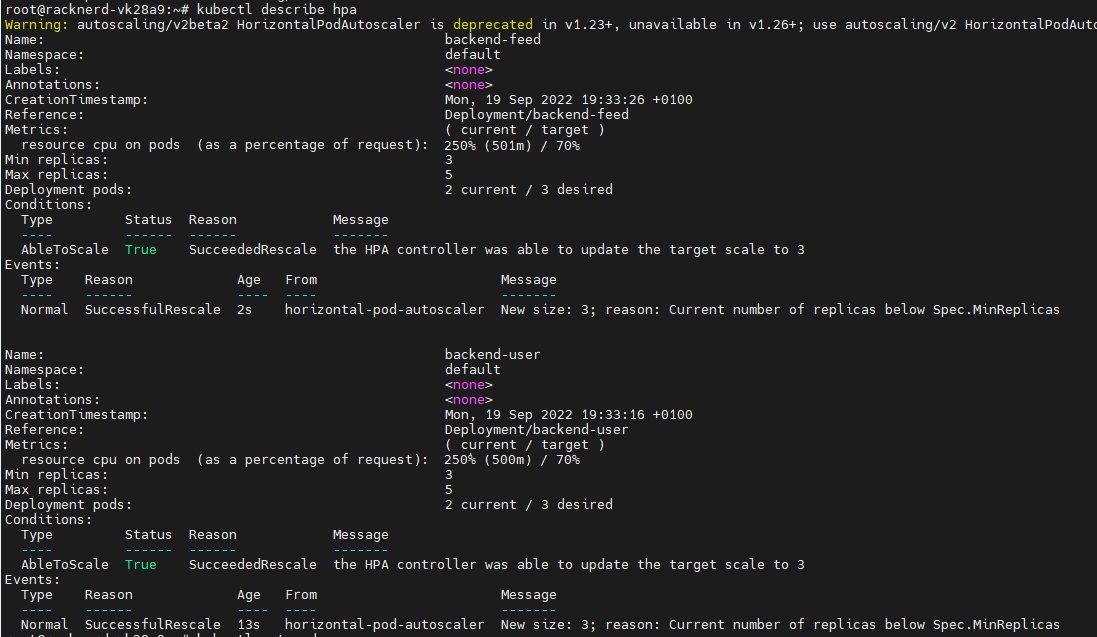 root@racknerd-vk28a9:~# kubectl describe hpa
Warning: autoscaling/v2beta2 HorizontalPodAutoscaler is deprecated in v1.23+, unavailable in v1.26+; use autoscaling/v2 HorizontalPodAuto
Name: backend-feed
Namespace: default
Labels: <none>
Annotations: <none>
CreationTimestamp: Mon, 19 Sep 2022 19:33:26 +0100
Reference: Deployment/backend-feed
Metrics: ( current / target )
resource cpu on pods (as a percentage of request): 250% (501m) / 70%
Min replicas: 3
Max replicas: 5
Deployment pods: 2 current / 3 desired
Conditions:
Type Status Reason Message
---- ------ ------ -------
AbleToScale True SucceededRescale the HPA controller was able to update the target scale to 3
Events:
Type Reason Age From Message
---- ------ ---- ---- -------
Normal SuccessfulRescale 2s horizontal-pod-autoscaler New size: 3; reason: Current number of replicas below Spec.MinReplicas
Name: backend-user
Namespace: default
Labels: <none>
Annotations: <none>
CreationTimestamp: Mon, 19 Sep 2022 19:33:16 +0100
Reference: Deployment/backend-user
Metrics: ( current / target )
resource cpu on pods (as a percentage of request): 250% (500m) / 70%
Min replicas: 3
Max replicas: 5
Deployment pods: 2 current / 3 desired
Conditions:
Type Status Reason Message
---- ------ ------ -------
AbleToScale True SucceededRescale the HPA controller was able to update the target scale to 3
Events:
Type Reason Age From Message
---- ------ ---- ---- -------
Normal SuccessfulRescale 13s horizontal-pod-autoscaler New size: 3; reason: Current number of replicas below Spec.MinReplicas